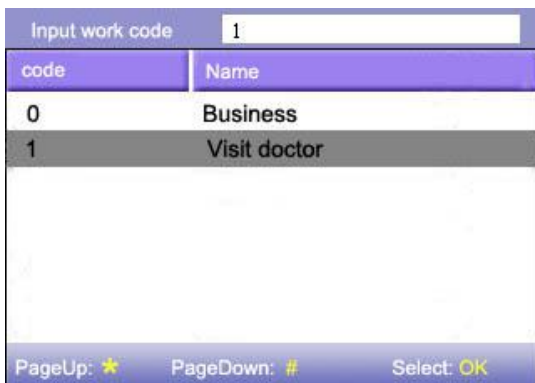 Input work code 1
code Name
0 Business
1 Visit doctor
PageUp: * PageDown: # Select: OK